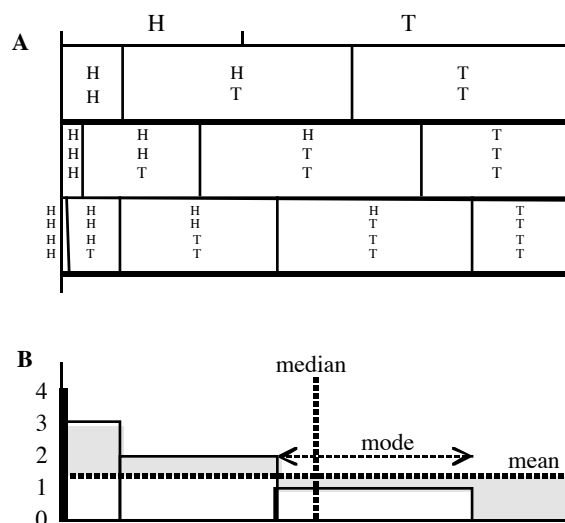 H T
A
H H T
H T T
H H H T
H H T T
H T T T
H H H H T
H H H T T
H H T T T
H T T T T
B
median
4
3
2 mode
mean
1
0